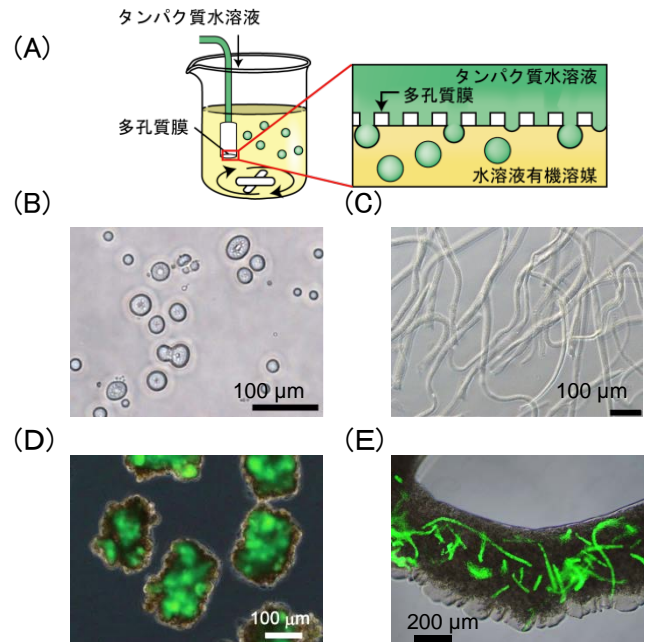 (A)
タンパク質水溶液
多孔質膜
タンパク質水溶液
多孔質膜
水溶液有機溶媒
(B)
(C)
100 μm
100 μm
(D)
(E)
100 μm
200 μm